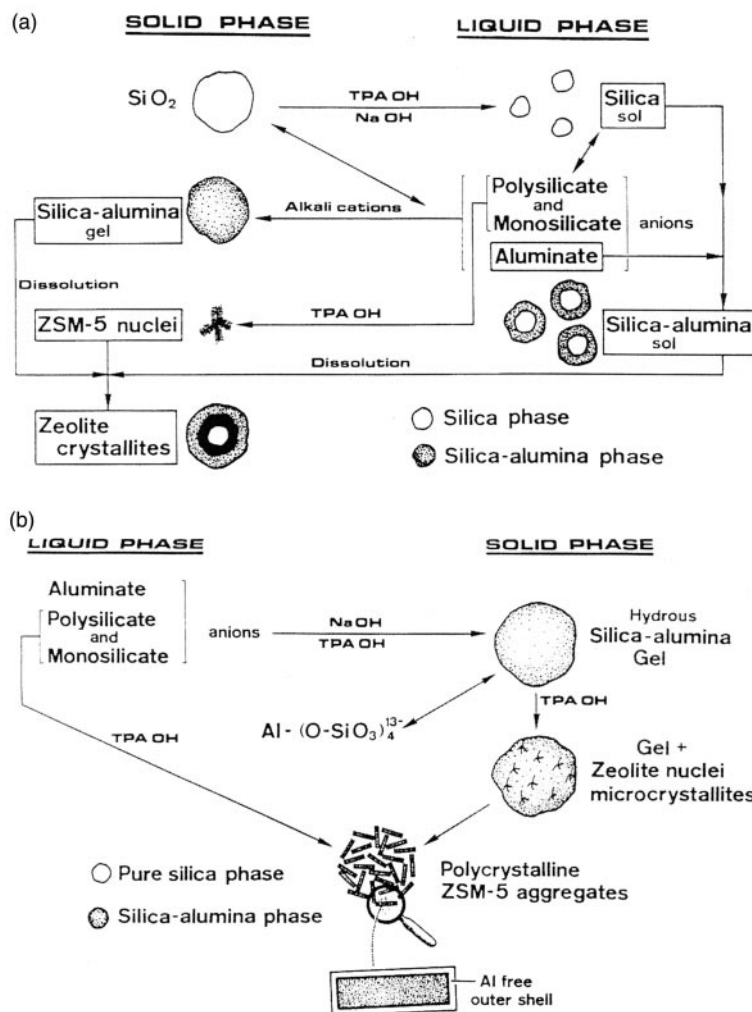 (a)
SOLID PHASE
LIQUID PHASE
SiO2
TPA OH
Na OH
Silica
sol
Silica-alumina
gel
Alkali cations
Polysilicate
and
Monosilicate
anions
Aluminate
Dissolution
ZSM-5 nuclei
TPA OH
Silica-alumina
sol
Dissolution
Zeolite
crystallites
Silica phase
Silica-alumina phase
(b)
LIQUID PHASE
SOLID PHASE
Aluminate
Polysilicate
and
Monosilicate
anions
Na OH
TPA OH
Hydrous
Silica-alumina
Gel
TPA OH
Al - (O-SiO3)4 13-
TPA OH
Gel +
Zeolite nuclei
microcrystallites
Pure silica phase
Silica-alumina phase
Polycrystalline
ZSM-5 aggregates
Al free
outer shell